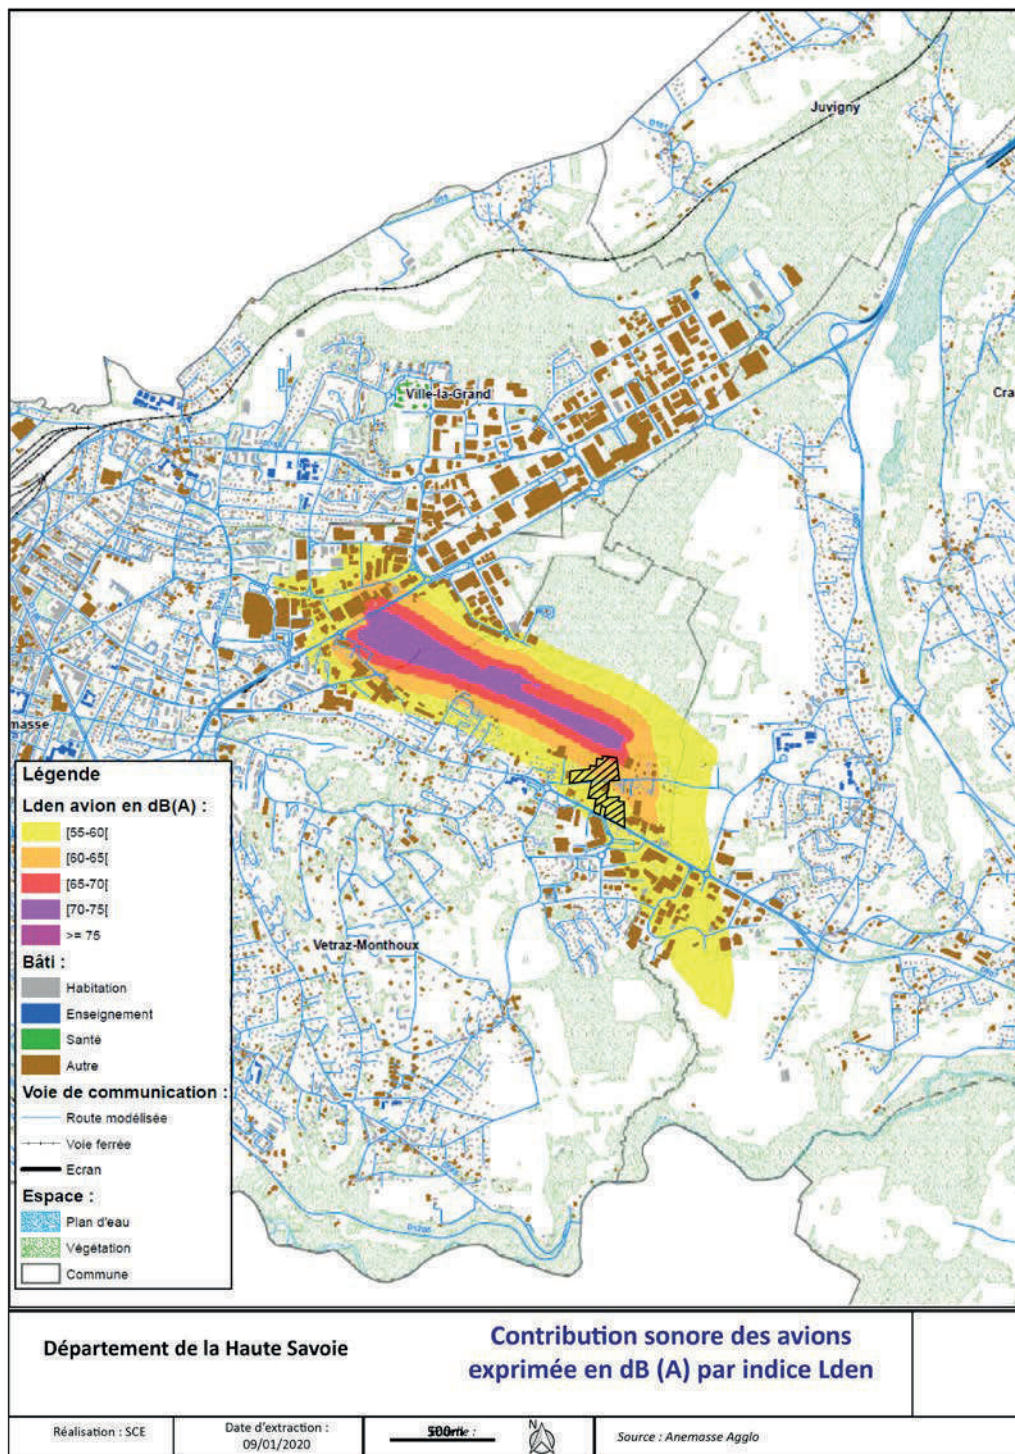 Juvigny
Ville-la-Grand
Cra
masse
Vetraz-Monthoux
D1206
Légende
Lden avion en dB(A) :
[55-60[
[60-65[
[65-70[
[70-75[
>= 75
Bâti :
Habitation
Enseignement
Santé
Autre
Voie de communication :
Route modélisée
Voie ferrée
Ecran
Espace :
Plan d'eau
Végétation
Commune
Département de la Haute Savoie
Contribution sonore des avions
exprimée en dB (A) par indice Lden
Réalisation : SCE
Date d'extraction :
09/01/2020
500m
N
Source : Anemasse Agglo